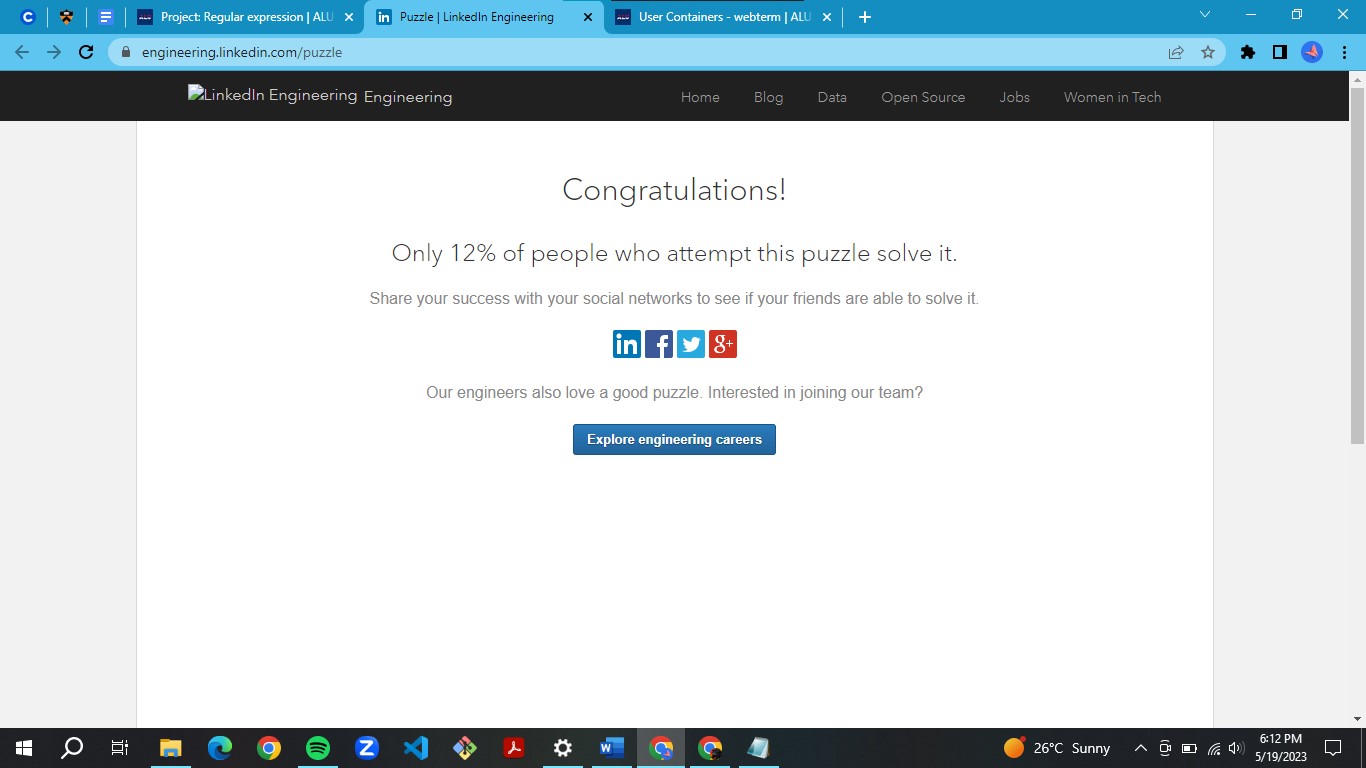 Project: Regular expression | ALU
Puzzle | LinkedIn Engineering
User Containers - webterm | ALU
engineering.linkedin.com/puzzle
LinkedIn Engineering Engineering Home Blog Data Open Source Jobs Women in Tech
Congratulations!
Only 12% of people who attempt this puzzle solve it.
Share your success with your social networks to see if your friends are able to solve it.
in f g+
Our engineers also love a good puzzle. Interested in joining our team?
Explore engineering careers
26°C Sunny
6:12 PM
5/19/2023